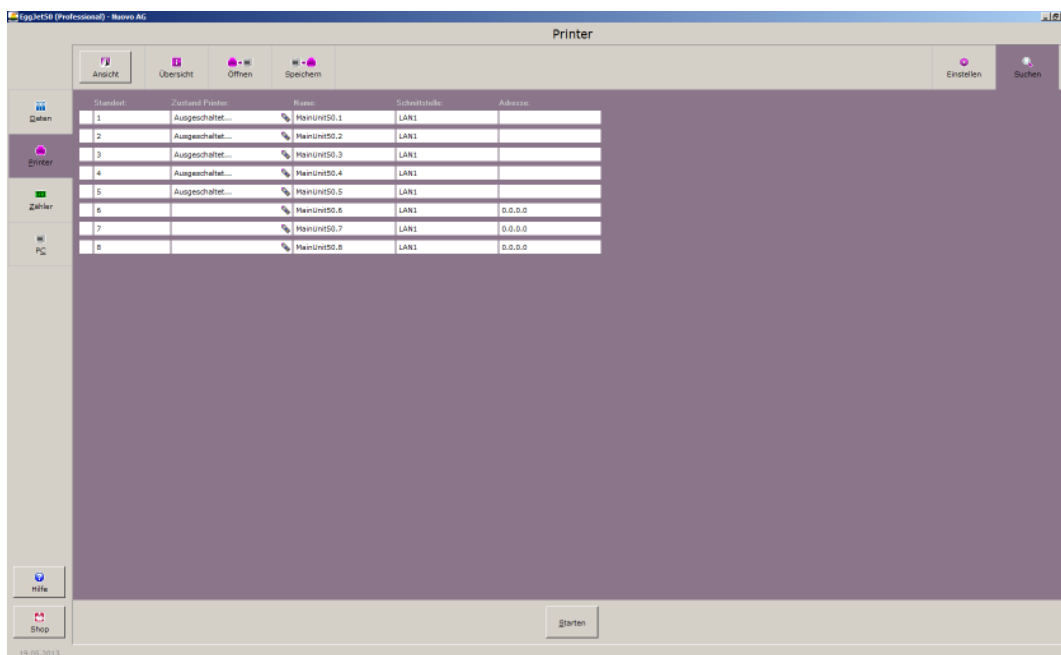 EggJet50 (Professional) - Nuovo AG
Printer
Ansicht
Übersicht
Öffnen
Speichern
Einstellen
Suchen
Daten
Printer
Zähler
PC
Standort: Zustand Printer: Name: Schnittstelle: Adresse:
1 Ausgeschaltet... MainUnit50.1 LAN1
2 Ausgeschaltet... MainUnit50.2 LAN1
3 Ausgeschaltet... MainUnit50.3 LAN1
4 Ausgeschaltet... MainUnit50.4 LAN1
5 Ausgeschaltet... MainUnit50.5 LAN1
6 MainUnit50.6 LAN1 0.0.0.0
7 MainUnit50.7 LAN1 0.0.0.0
8 MainUnit50.8 LAN1 0.0.0.0
Hilfe
Shop
Starten
19.05.2013